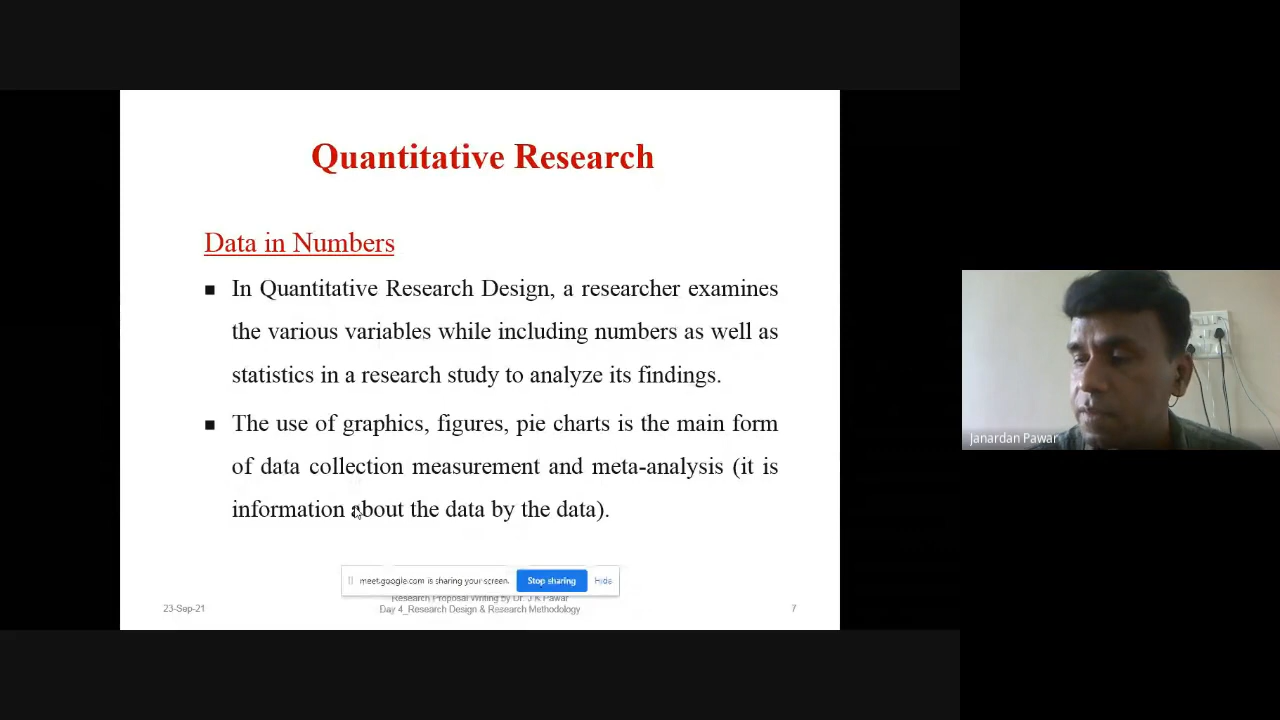 Quantitative Research
Data in Numbers
In Quantitative Research Design, a researcher examines
the various variables while including numbers as well as
statistics in a research study to analyze its findings.
The use of graphics, figures, pie charts is the main form
of data collection measurement and meta-analysis (it is
information about the data by the data).
Janardan Pawar
meet.google.com is sharing your screen.
Stop sharing
Hide
Research Proposal Writing by Dr. J K Pawar
23-Sep-21
Day 4_Research Design & Research Methodology
7